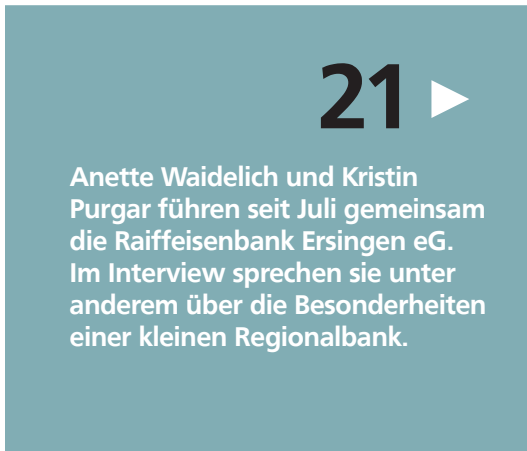 21
Anette Waidelich und Kristin
Purgar führen seit Juli gemeinsam
die Raiffeisenbank Ersingen eG.
Im Interview sprechen sie unter
anderem über die Besonderheiten
einer kleinen Regionalbank.